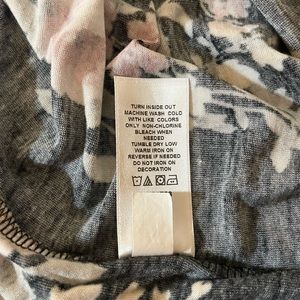 TURN INSIDE OUT
MACHINE WASH COLD
WITH LIKE COLORS
ONLY NON-CHLORINE
BLEACH WHEN
NEEDED
TUMBLE DRY LOW
WARM IRON ON
REVERSE IF NEEDED
DO NOT IRON ON
DECORATION